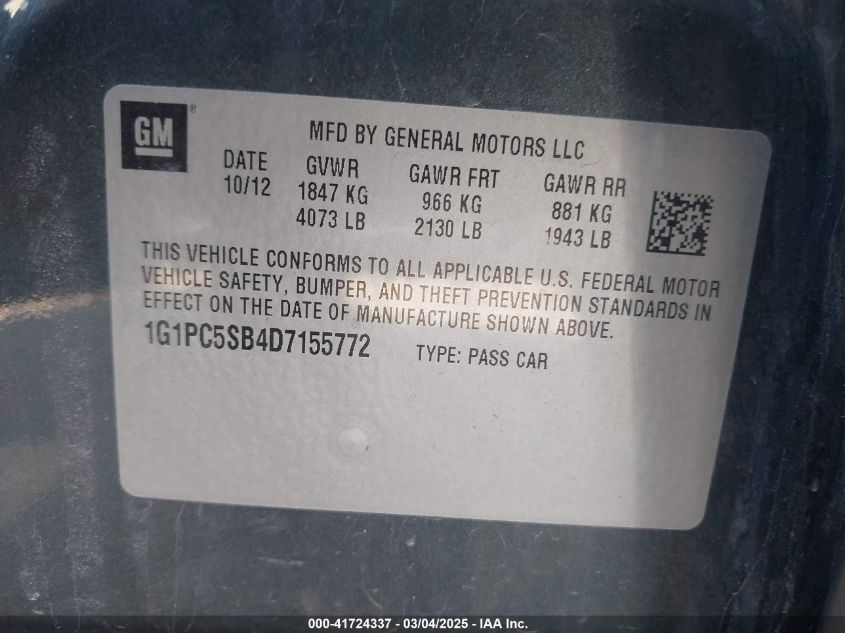 GM®
MFD BY GENERAL MOTORS LLC
DATE GVWR GAWR FRT GAWR RR
10/12 1847 KG 966 KG 881 KG
4073 LB 2130 LB 1943 LB
THIS VEHICLE CONFORMS TO ALL APPLICABLE U.S. FEDERAL MOTOR
VEHICLE SAFETY, BUMPER, AND THEFT PREVENTION STANDARDS IN
EFFECT ON THE DATE OF MANUFACTURE SHOWN ABOVE.
1G1PC5SB4D7155772 TYPE: PASS CAR
000-41724337 - 03/04/2025 - IAA Inc.